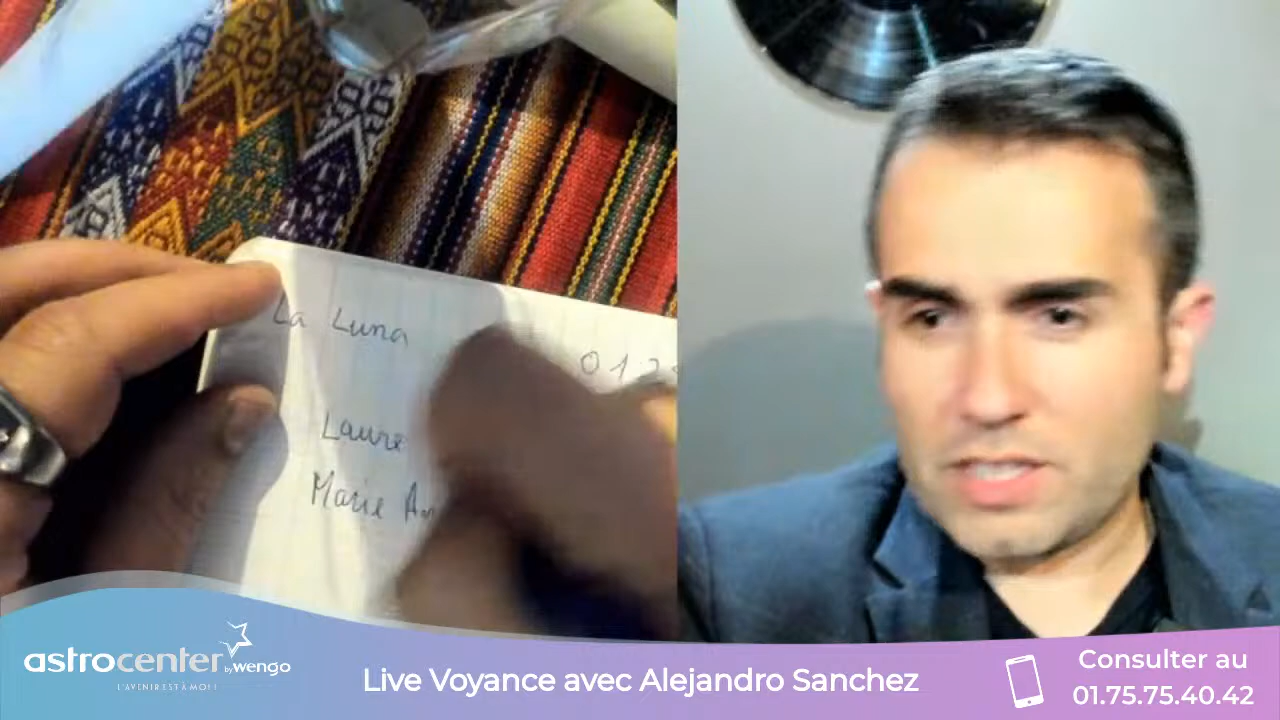 La Luna
012
Laure
Marie
astrocenter
by wengo
L'AVENIR EST À MOI !
Live Voyance avec Alejandro Sanchez
Consulter au
01.75.75.40.42